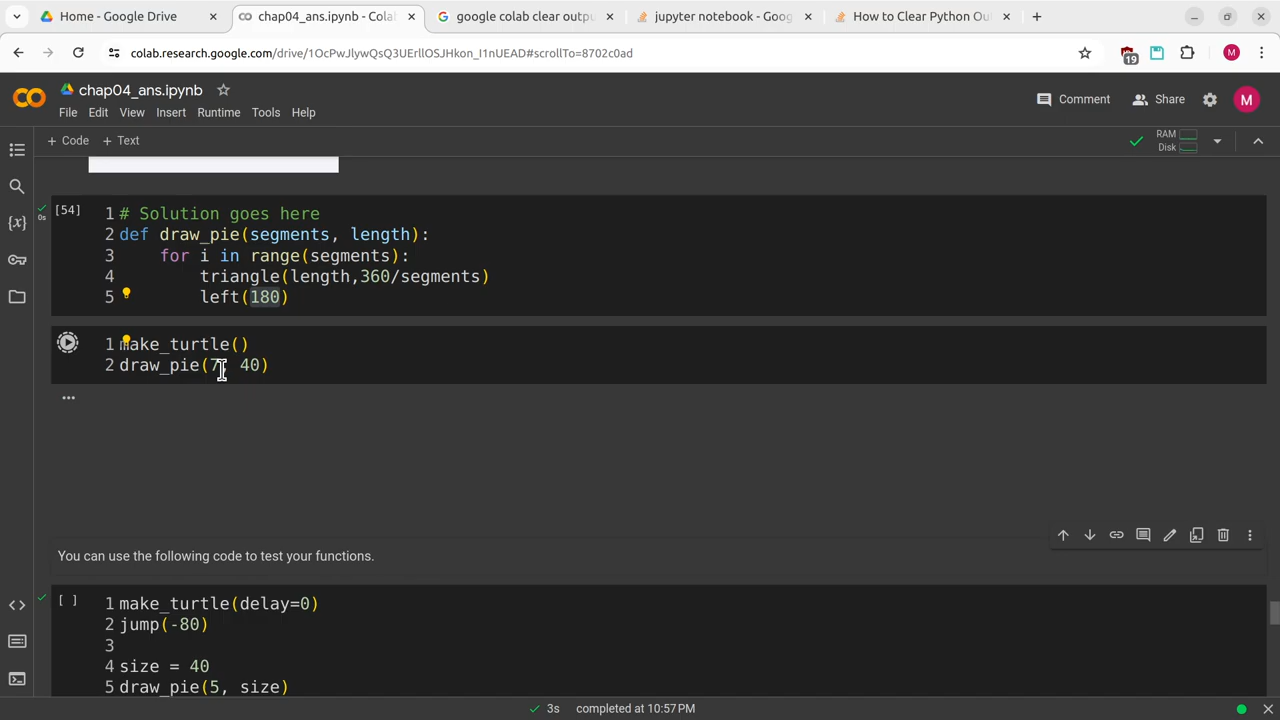 Home - Google Drive
chap04_ans.ipynb - Colab
google colab clear outpu
jupyter notebook - Goog
How to Clear Python Ou
colab.research.google.com/drive/1OcPwJlywQsQ3UErllOSJHkon_I1nUEAD#scrollTo=8702c0ad
19
M
chap04_ans.ipynb
Comment
Share
M
File Edit View Insert Runtime Tools Help
+ Code + Text
RAM
Disk
[54]
0s
1 # Solution goes here
2 def draw_pie(segments, length):
3 for i in range(segments):
4 triangle(length,360/segments)
5 left(180)
1 make_turtle()
2 draw_pie(7, 40)
...
You can use the following code to test your functions.
[ ]
1 make_turtle(delay=0)
2 jump(-80)
3
4 size = 40
5 draw_pie(5, size)
3s completed at 10:57PM